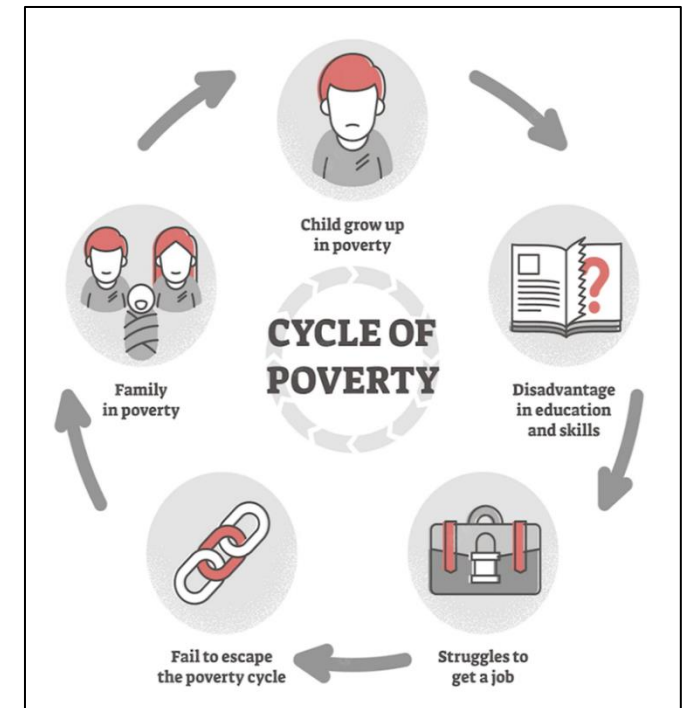 Child grow up
in poverty
CYCLE OF
POVERTY
Family
in poverty
?
Disadvantage
in education
and skills
Fail to escape
the poverty cycle
Struggles to
get a job